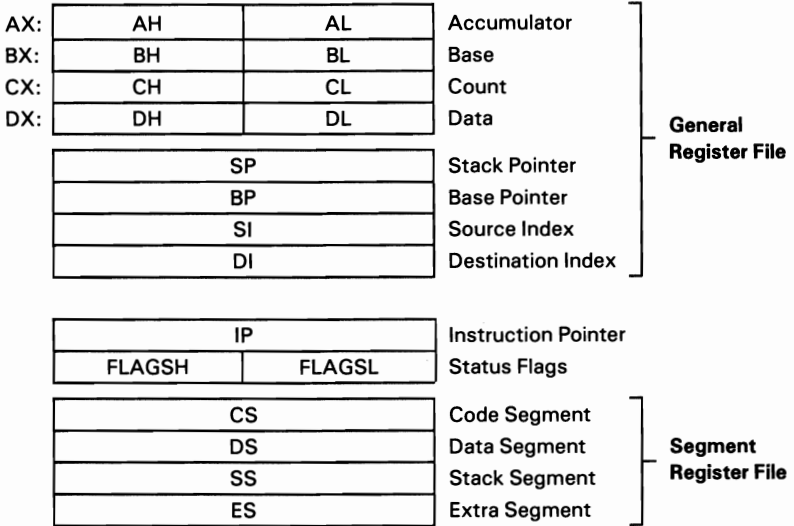 AX: AH AL Accumulator
BX: BH BL Base
CX: CH CL Count
DX: DH DL Data
General
Register File
SP Stack Pointer
BP Base Pointer
SI Source Index
DI Destination Index
IP Instruction Pointer
FLAGSH FLAGSL Status Flags
CS Code Segment
DS Data Segment
SS Stack Segment
ES Extra Segment
Segment
Register File